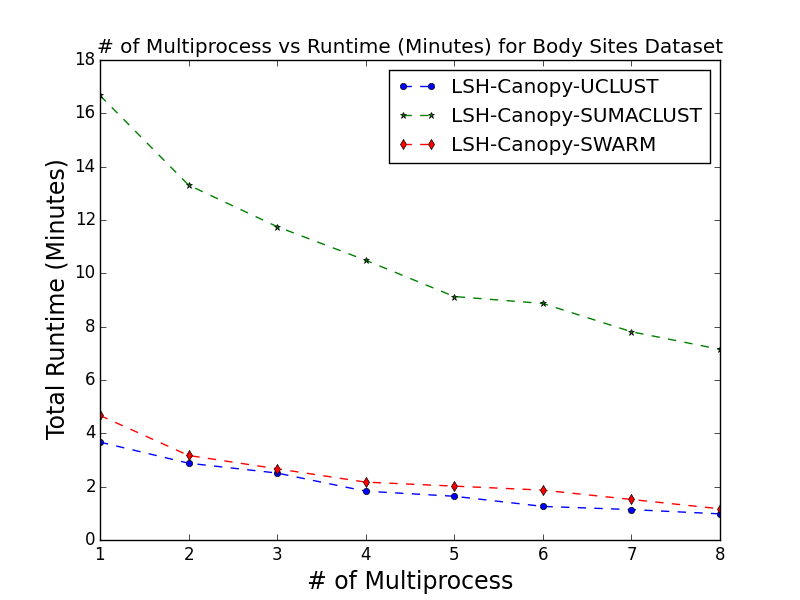 # of Multiprocess vs Runtime (Minutes) for Body Sites Dataset
18
16
14
12
10
8
6
4
2
0
Total Runtime (Minutes)
LSH-Canopy-UCLUST
LSH-Canopy-SUMACLUST
LSH-Canopy-SWARM
1 2 3 4 5 6 7 8
# of Multiprocess